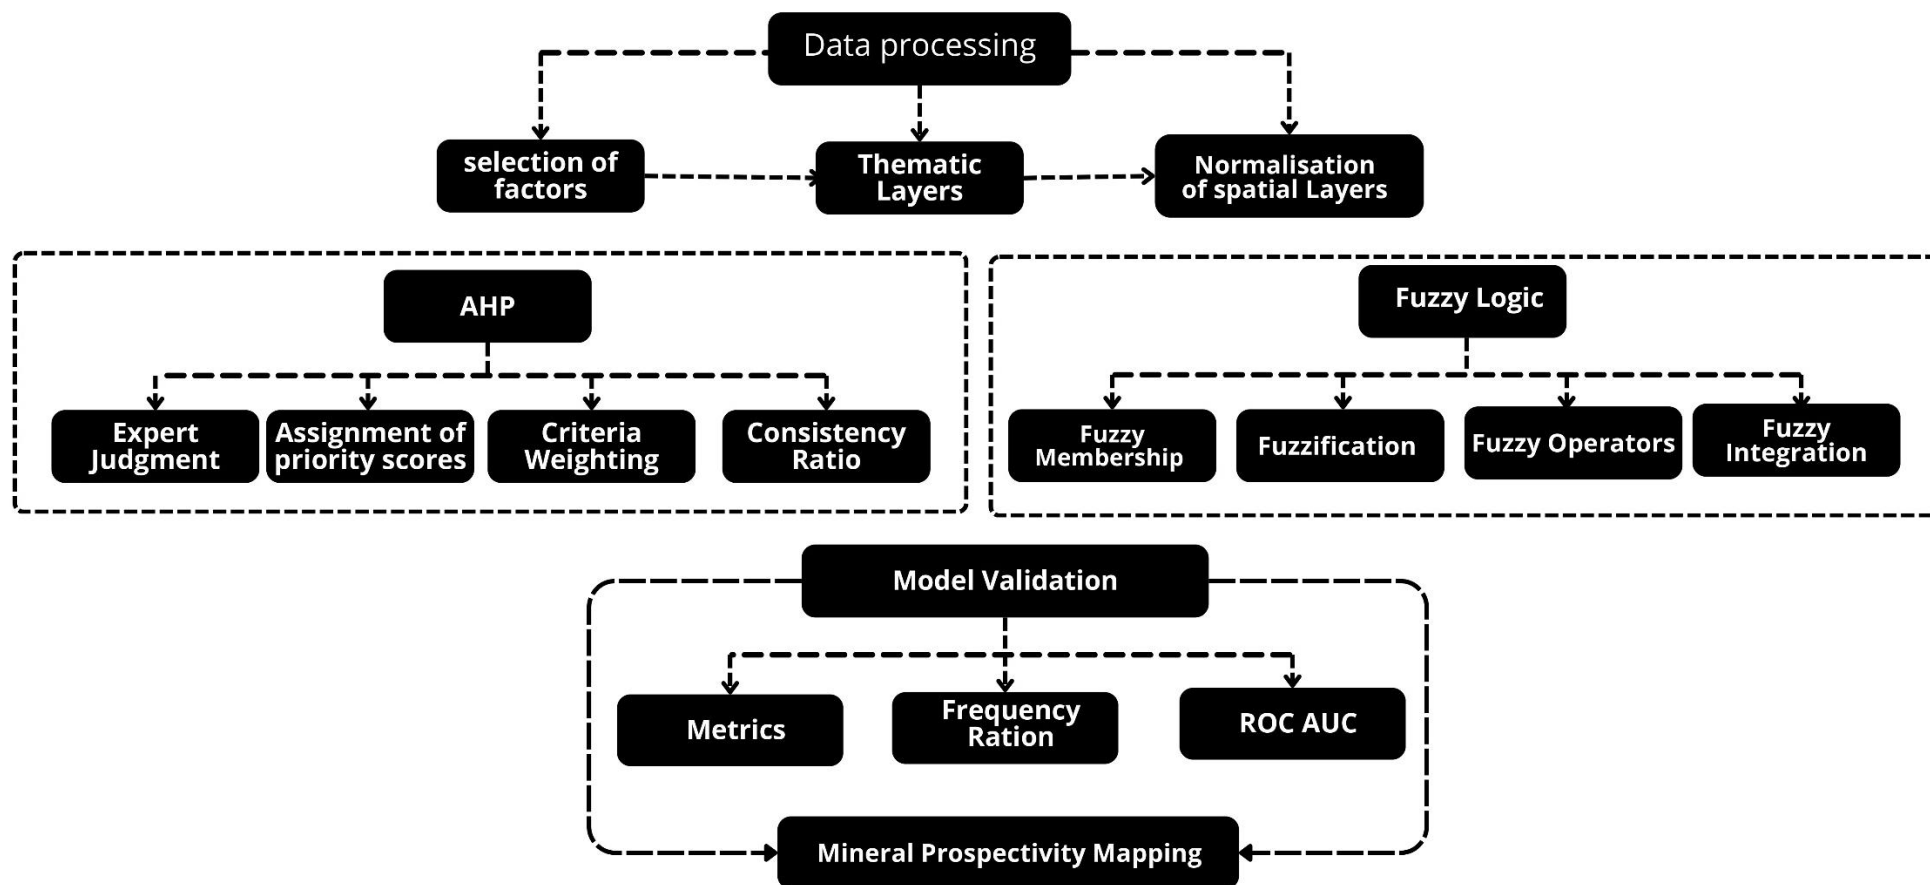 Data processing
selection of
factors
Thematic
Layers
Normalisation
of spatial Layers
AHP
Expert
Judgment
Assignment of
priority scores
Criteria
Weighting
Consistency
Ratio
Fuzzy Logic
Fuzzy
Membership
Fuzzification
Fuzzy Operators
Fuzzy
Integration
Model Validation
Metrics
Frequency
Ration
ROC AUC
Mineral Prospectivity Mapping